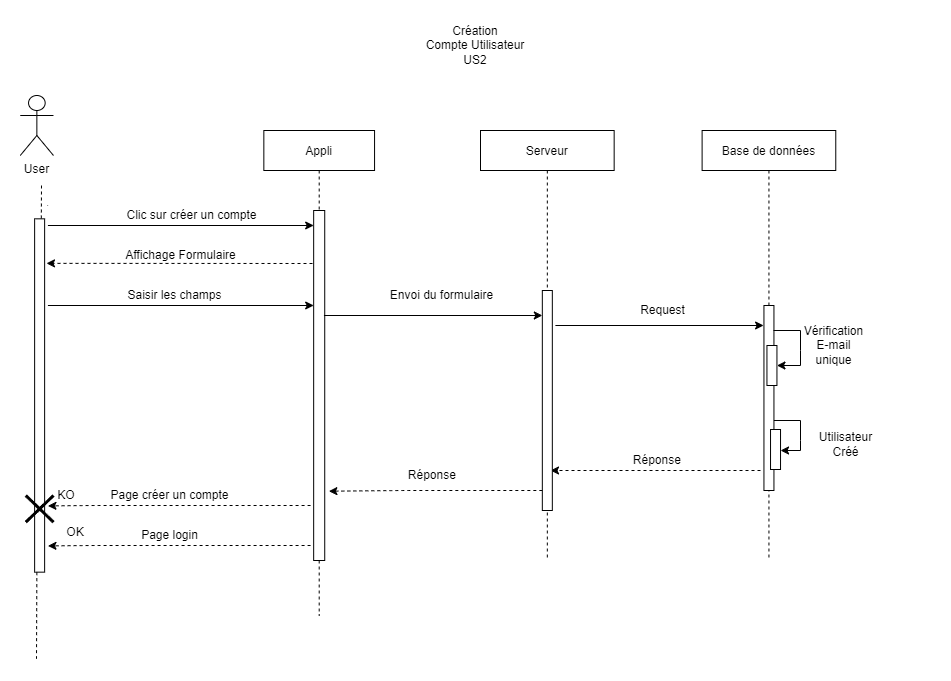 Création
Compte Utilisateur
US2
User
Appli
Serveur
Base de données
Clic sur créer un compte
Affichage Formulaire
Saisir les champs
Envoi du formulaire
Request
Vérification
E-mail
unique
Utilisateur
Créé
Réponse
Réponse
KO
Page créer un compte
OK
Page login